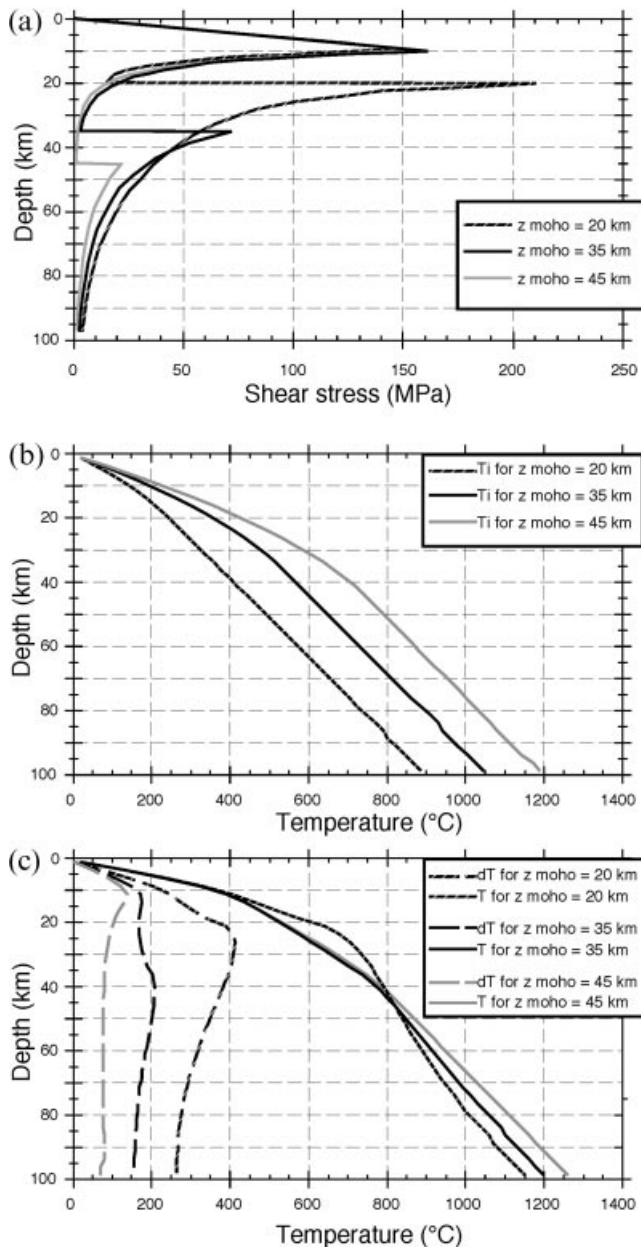 (a)
0
20
40
60
80
100
Depth (km)
0 50 100 150 200 250
Shear stress (MPa)
z moho = 20 km
z moho = 35 km
z moho = 45 km
(b)
0
20
40
60
80
100
Depth (km)
0 200 400 600 800 1000 1200 1400
Temperature (°C)
Ti for z moho = 20 km
Ti for z moho = 35 km
Ti for z moho = 45 km
(c)
0
20
40
60
80
100
Depth (km)
0 200 400 600 800 1000 1200 1400
Temperature (°C)
dT for z moho = 20 km
T for z moho = 20 km
dT for z moho = 35 km
T for z moho = 35 km
dT for z moho = 45 km
T for z moho = 45 km